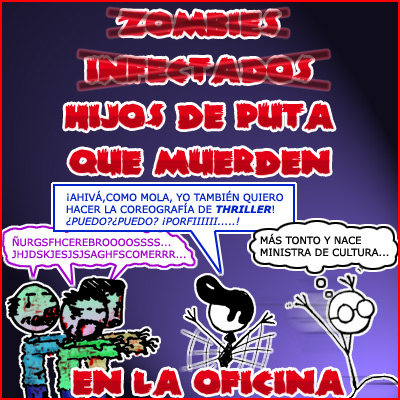 ZOMBIES
INFECTADOS
HIJOS DE PUTA
QUE MUERDEN
¡AHIVÁ,COMO MOLA, YO TAMBIÉN QUIERO
HACER LA COREOGRAFÍA DE THRILLER!
¿PUEDO?¿PUEDO? ¡PORFIIIIII.....!
ÑURGSFHCEREBROOOOSSSS...
JHJDSKJESJSJSAGHFSCOMERRR...
MÁS TONTO Y NACE
MINISTRA DE CULTURA...
EN LA OFICINA